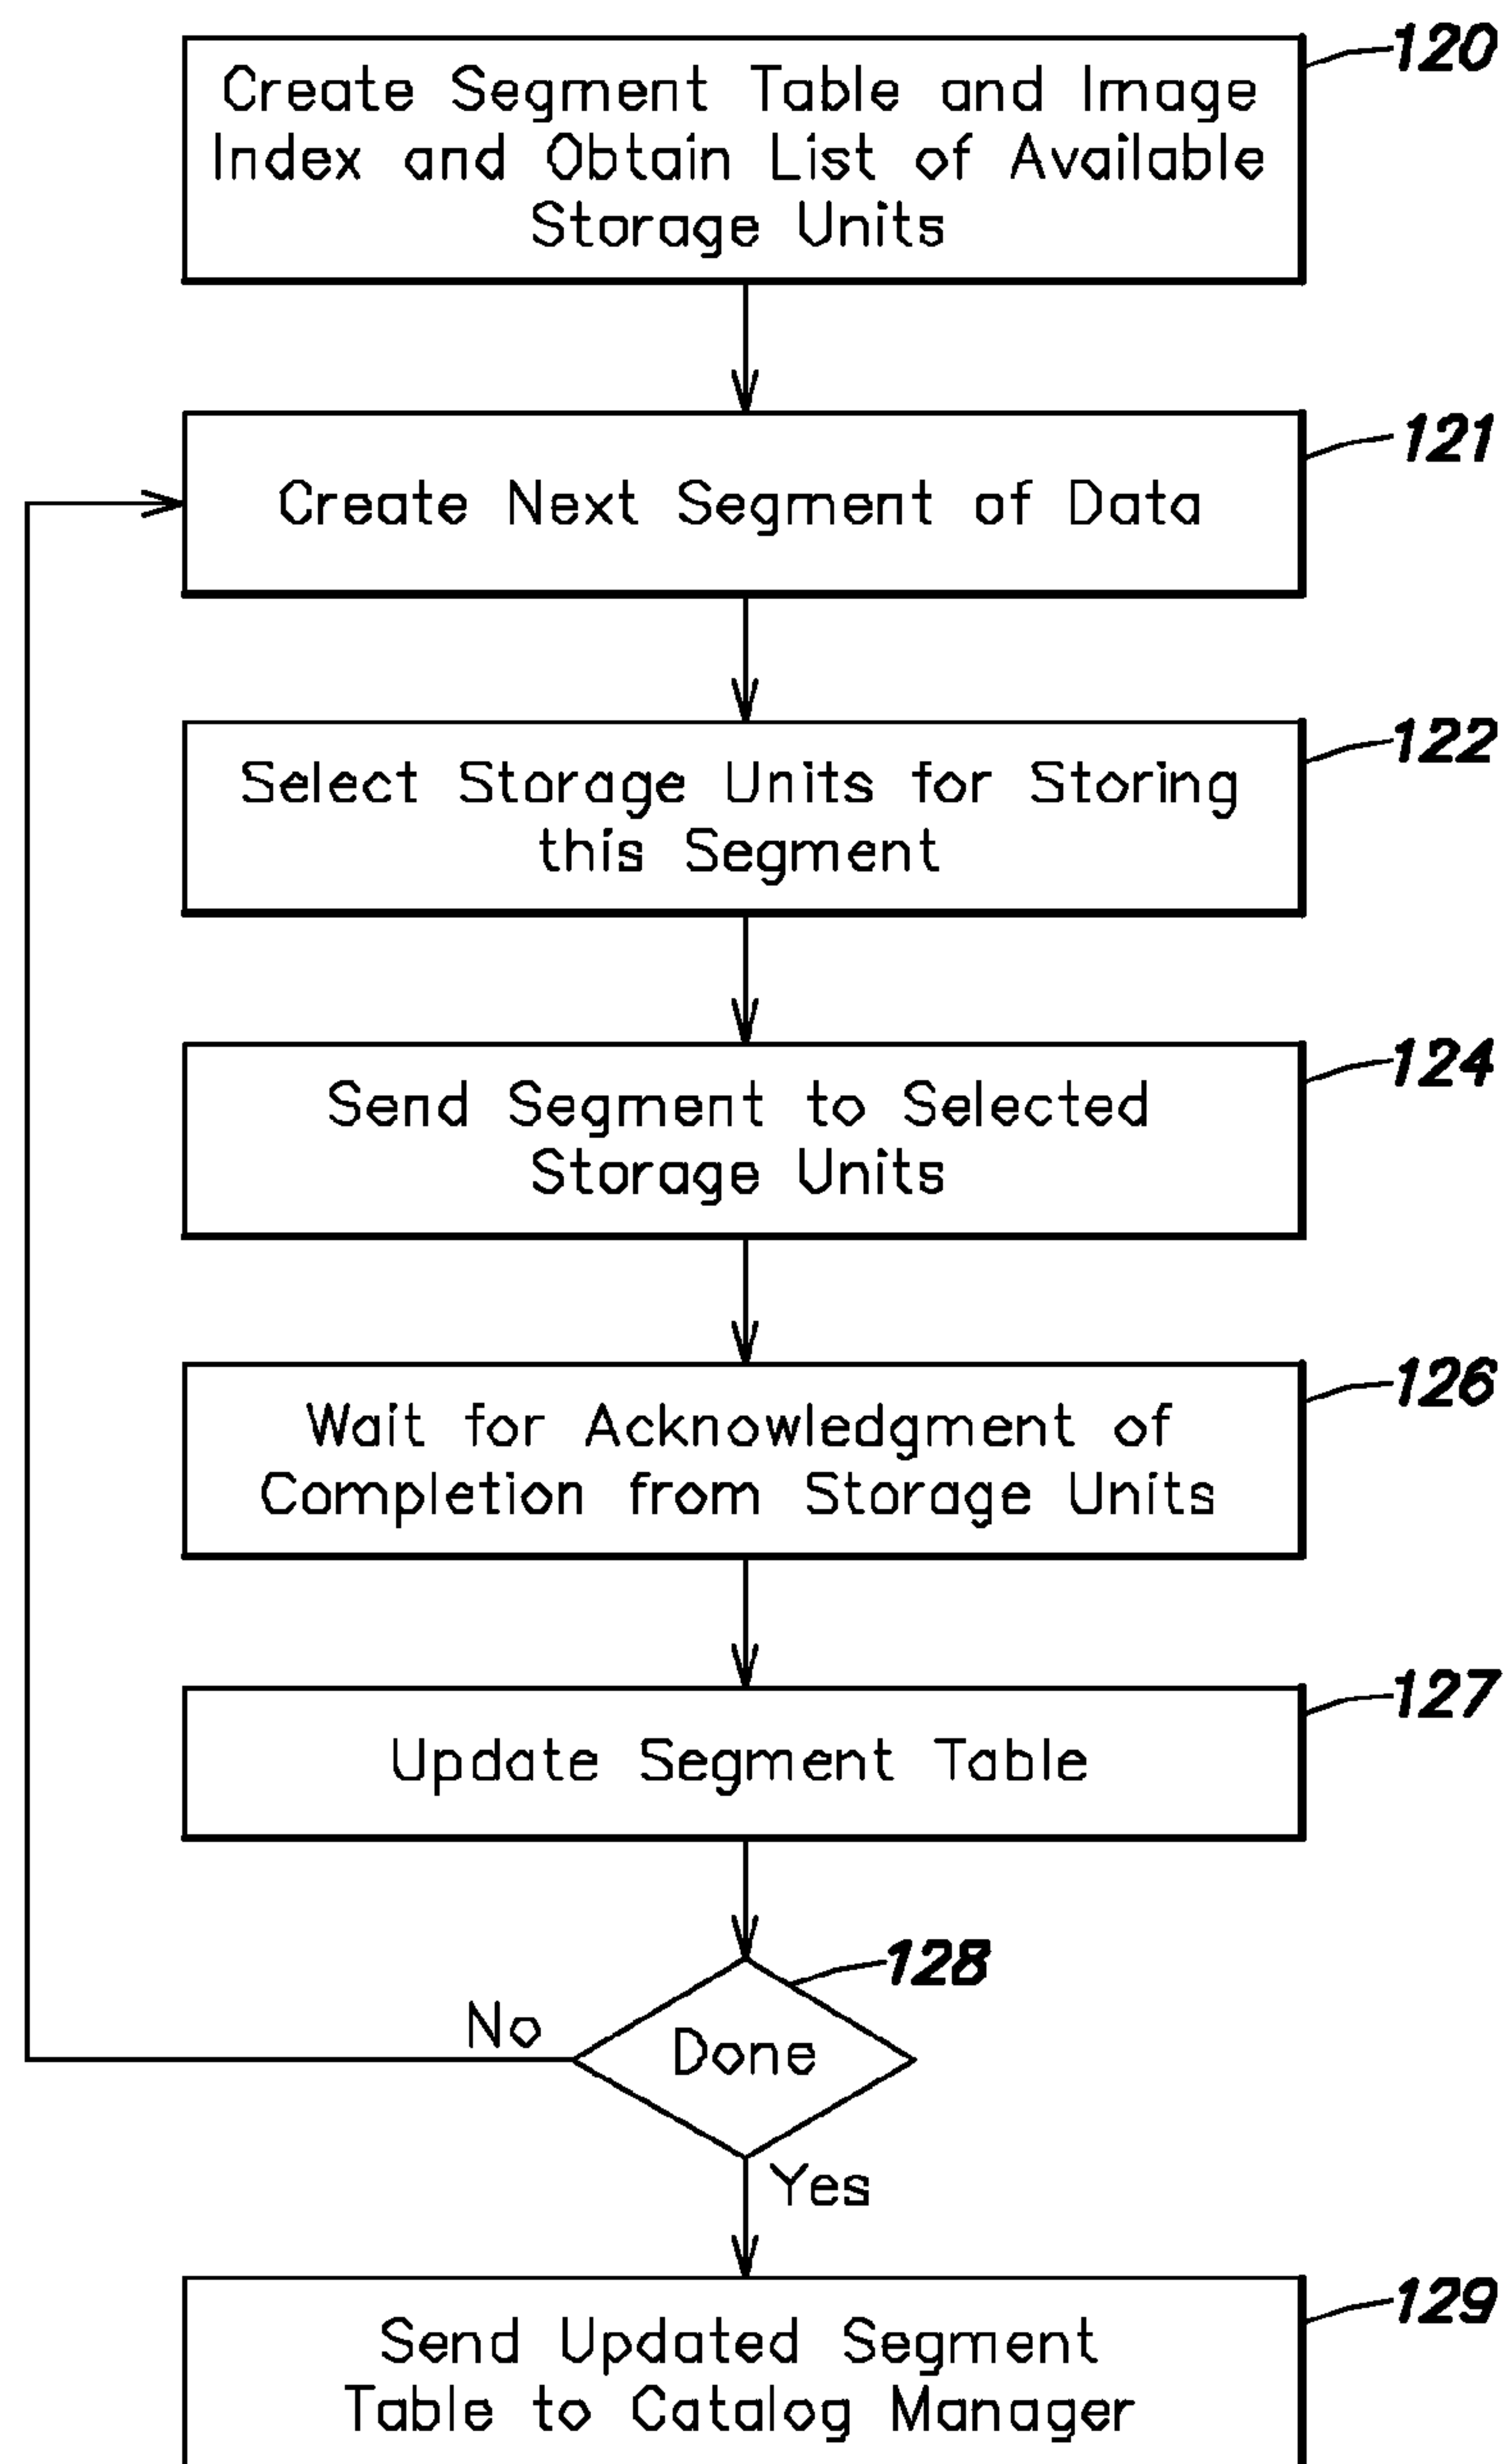 120
Create Segment Table and Image
Index and Obtain List of Available
Storage Units
121
Create Next Segment of Data
122
Select Storage Units for Storing
this Segment
124
Send Segment to Selected
Storage Units
126
Wait for Acknowledgment of
Completion from Storage Units
127
Update Segment Table
128
No
Done
Yes
129
Send Updated Segment
Table to Catalog Manager